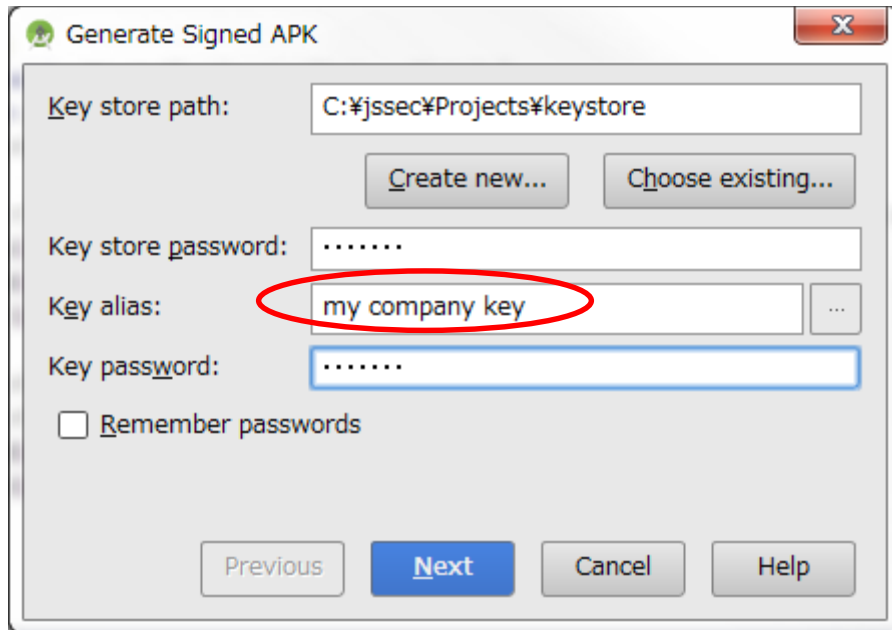 Generate Signed APK
Key store path: C:¥jssec¥Projects¥keystore
Create new... Choose existing...
Key store password: •••••••
Key alias: my company key ...
Key password: •••••••
Remember passwords
Previous Next Cancel Help